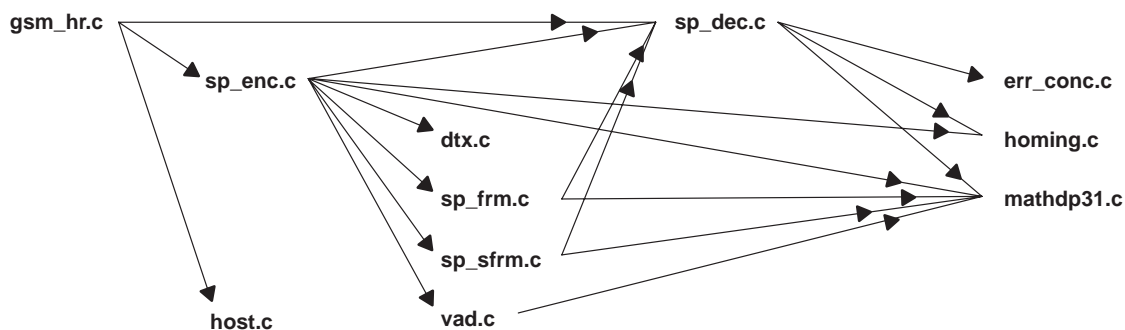 gsm_hr.c
sp_dec.c
sp_enc.c
err_conc.c
dtx.c
homing.c
sp_frm.c
mathdp31.c
sp_sfrm.c
host.c
vad.c